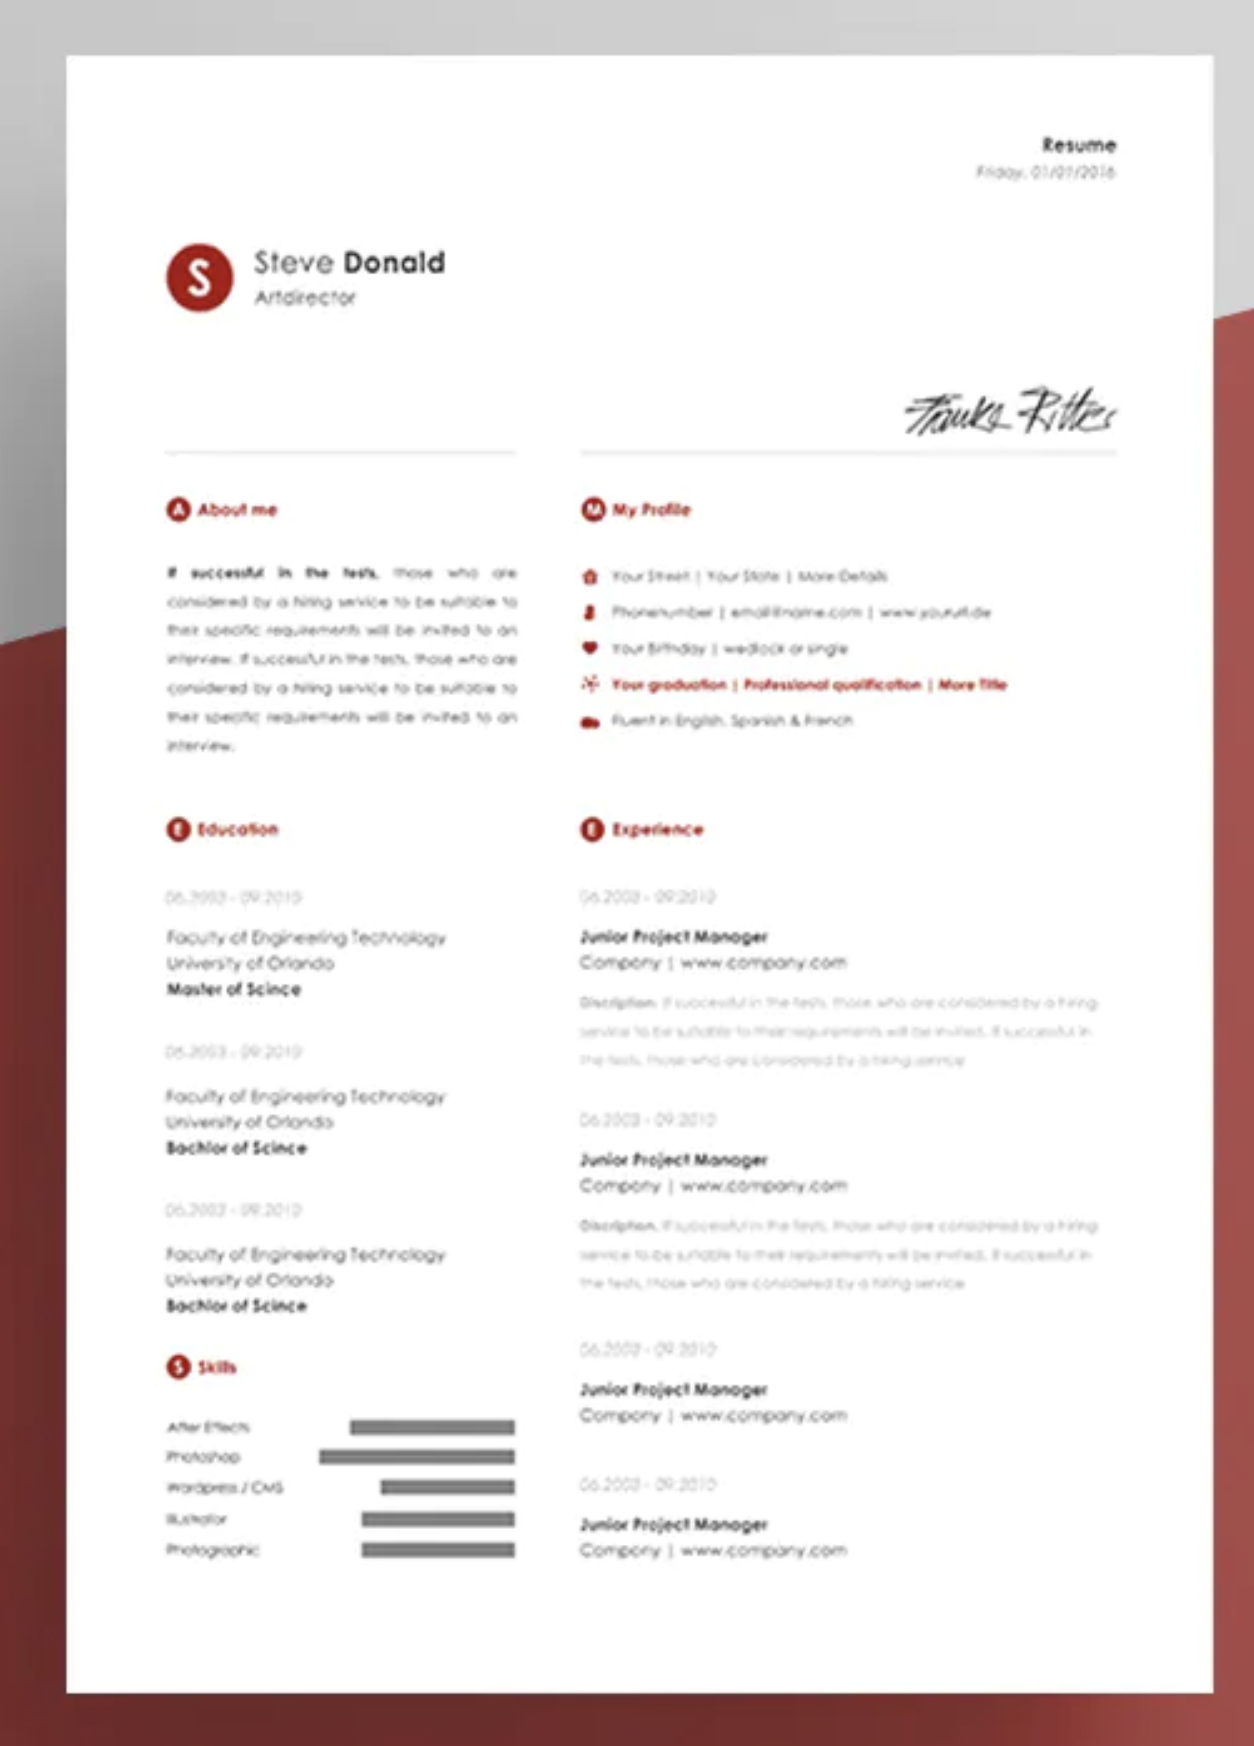 Resume
Friday, 01/01/2016
S
Steve Donald
Artdirector
Franka Ritter
A About me
If successful in the tests, those who are
considered by a hiring service to be suitable to
their specific requirements will be invited to an
interview. If successful in the tests, those who are
considered by a hiring service to be suitable to
their specific requirements will be invited to an
interview.
M My Profile
Your Street | Your State | More Details
Phonenumber | email@name.com | www.yoururl.de
Your Birthday | wedlock or single
Your graduation | Professional qualification | More Title
Fluent in English, Spanish & French
E Education
06.2003 - 09.2010
Faculty of Engineering Technology
University of Orlando
Master of Scince
06.2003 - 09.2010
Faculty of Engineering Technology
University of Orlando
Bachlor of Scince
06.2003 - 09.2010
Faculty of Engineering Technology
University of Orlando
Bachlor of Scince
S Skills
After Effects
Photoshop
Wordpress / CMS
Illustrator
Photographic
E Experience
06.2003 - 09.2010
Junior Project Manager
Company | www.company.com
Discription. If successful in the tests, those who are considered by a hiring
service to be suitable to their requirements will be invited. If successful in
the tests, those who are considered by a hiring service
06.2003 - 09.2010
Junior Project Manager
Company | www.company.com
Discription. If successful in the tests, those who are considered by a hiring
service to be suitable to their requirements will be invited. If successful in
the tests, those who are considered by a hiring service
06.2003 - 09.2010
Junior Project Manager
Company | www.company.com
06.2003 - 09.2010
Junior Project Manager
Company | www.company.com